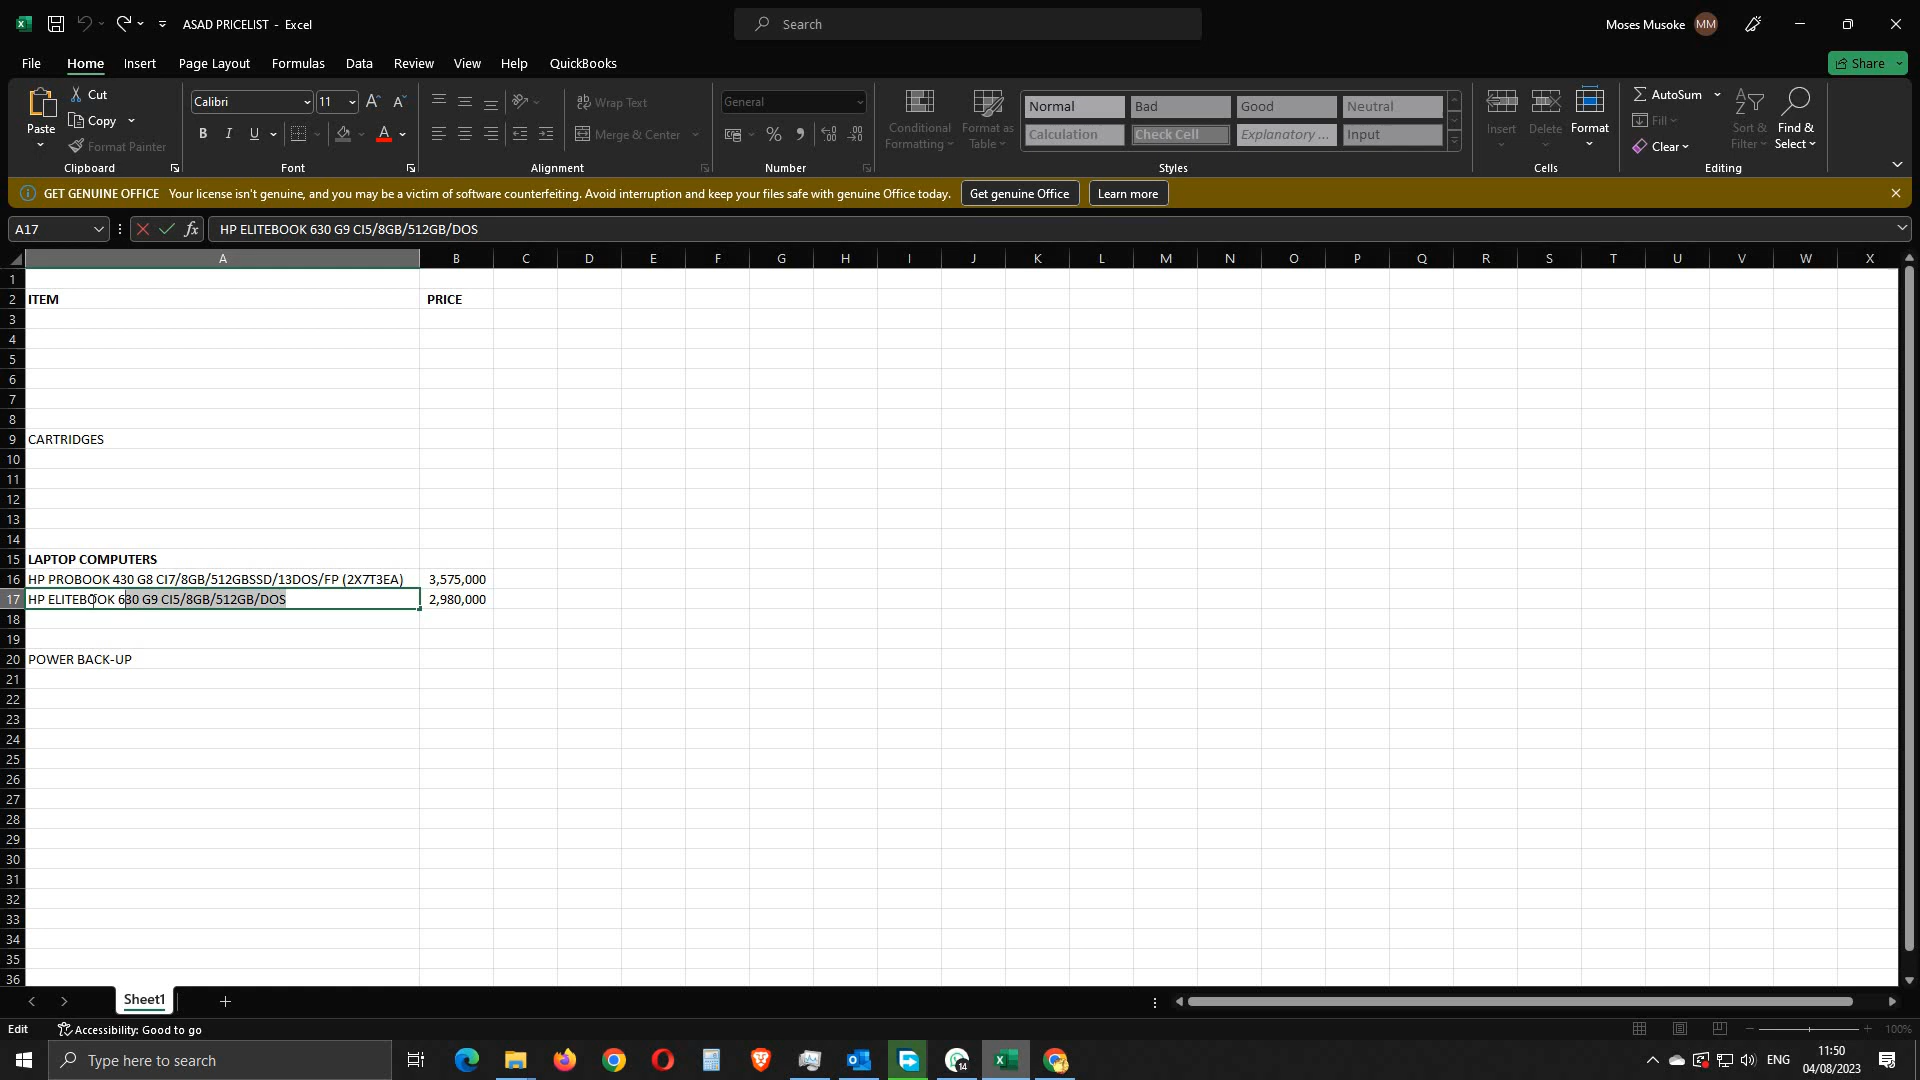 ASAD PRICELIST - Excel
Search
Moses Musoke
MM
File Home Insert Page Layout Formulas Data Review View Help QuickBooks
Share
Paste
Cut
Copy
Format Painter
Clipboard
Calibri
11
B I U
A
Font
ab Wrap Text
Merge & Center
Alignment
General
%
Number
Conditional Formatting
Format as Table
Normal Bad Good Neutral
Calculation Check Cell Explanatory ... Input
Styles
Insert Delete Format
Cells
AutoSum
Fill
Clear
Sort & Filter
Find & Select
Editing
GET GENUINE OFFICE Your license isn't genuine, and you may be a victim of software counterfeiting. Avoid interruption and keep your files safe with genuine Office today. Get genuine Office Learn more
A17 fx HP ELITEBOOK 630 G9 CI5/8GB/512GB/DOS
A B C D E F G H I J K L M N O P Q R S T U V W X
1
2 ITEM PRICE
3
4
5
6
7
8
9 CARTRIDGES
10
11
12
13
14
15 LAPTOP COMPUTERS
16 HP PROBOOK 430 G8 CI7/8GB/512GBSSD/13DOS/FP (2X7T3EA) 3,575,000
17 HP ELITEBOOK 630 G9 CI5/8GB/512GB/DOS 2,980,000
18
19
20 POWER BACK-UP
21
22
23
24
25
26
27
28
29
30
31
32
33
34
35
36
Sheet1
Edit Accessibility: Good to go
100%
Type here to search
14
ENG
11:50
04/08/2023